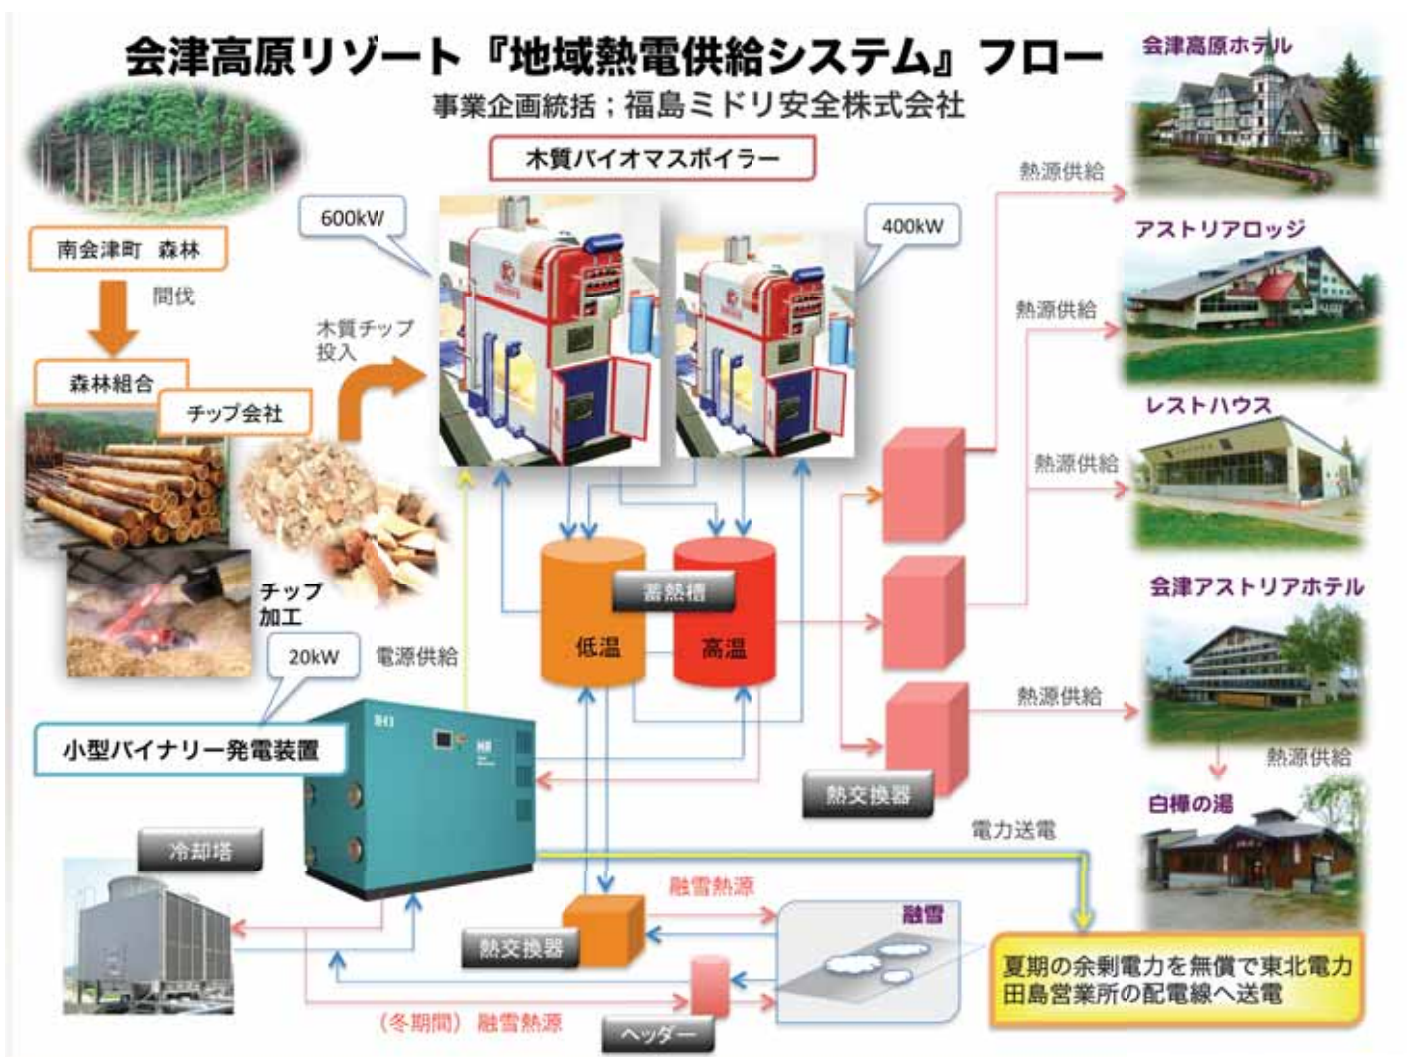 会津高原リゾート『地域熱電供給システム』フロー
事業企画統括；福島ミドリ安全株式会社
木質バイオマスボイラー
600kW
400kW
南会津町 森林
間伐
森林組合
チップ会社
木質チップ
投入
チップ
加工
20kW
電源供給
小型バイナリー発電装置
IHI
HR
冷却塔
蓄熱槽
低温
高温
熱交換器
熱源供給
会津高原ホテル
熱源供給
アストリアロッジ
熱源供給
レストハウス
熱源供給
会津アストリアホテル
熱源供給
白樺の湯
電力送電
夏期の余剰電力を無償で東北電力
田島営業所の配電線へ送電
熱交換器
融雪熱源
融雪
ヘッダー
（冬期間）融雪熱源